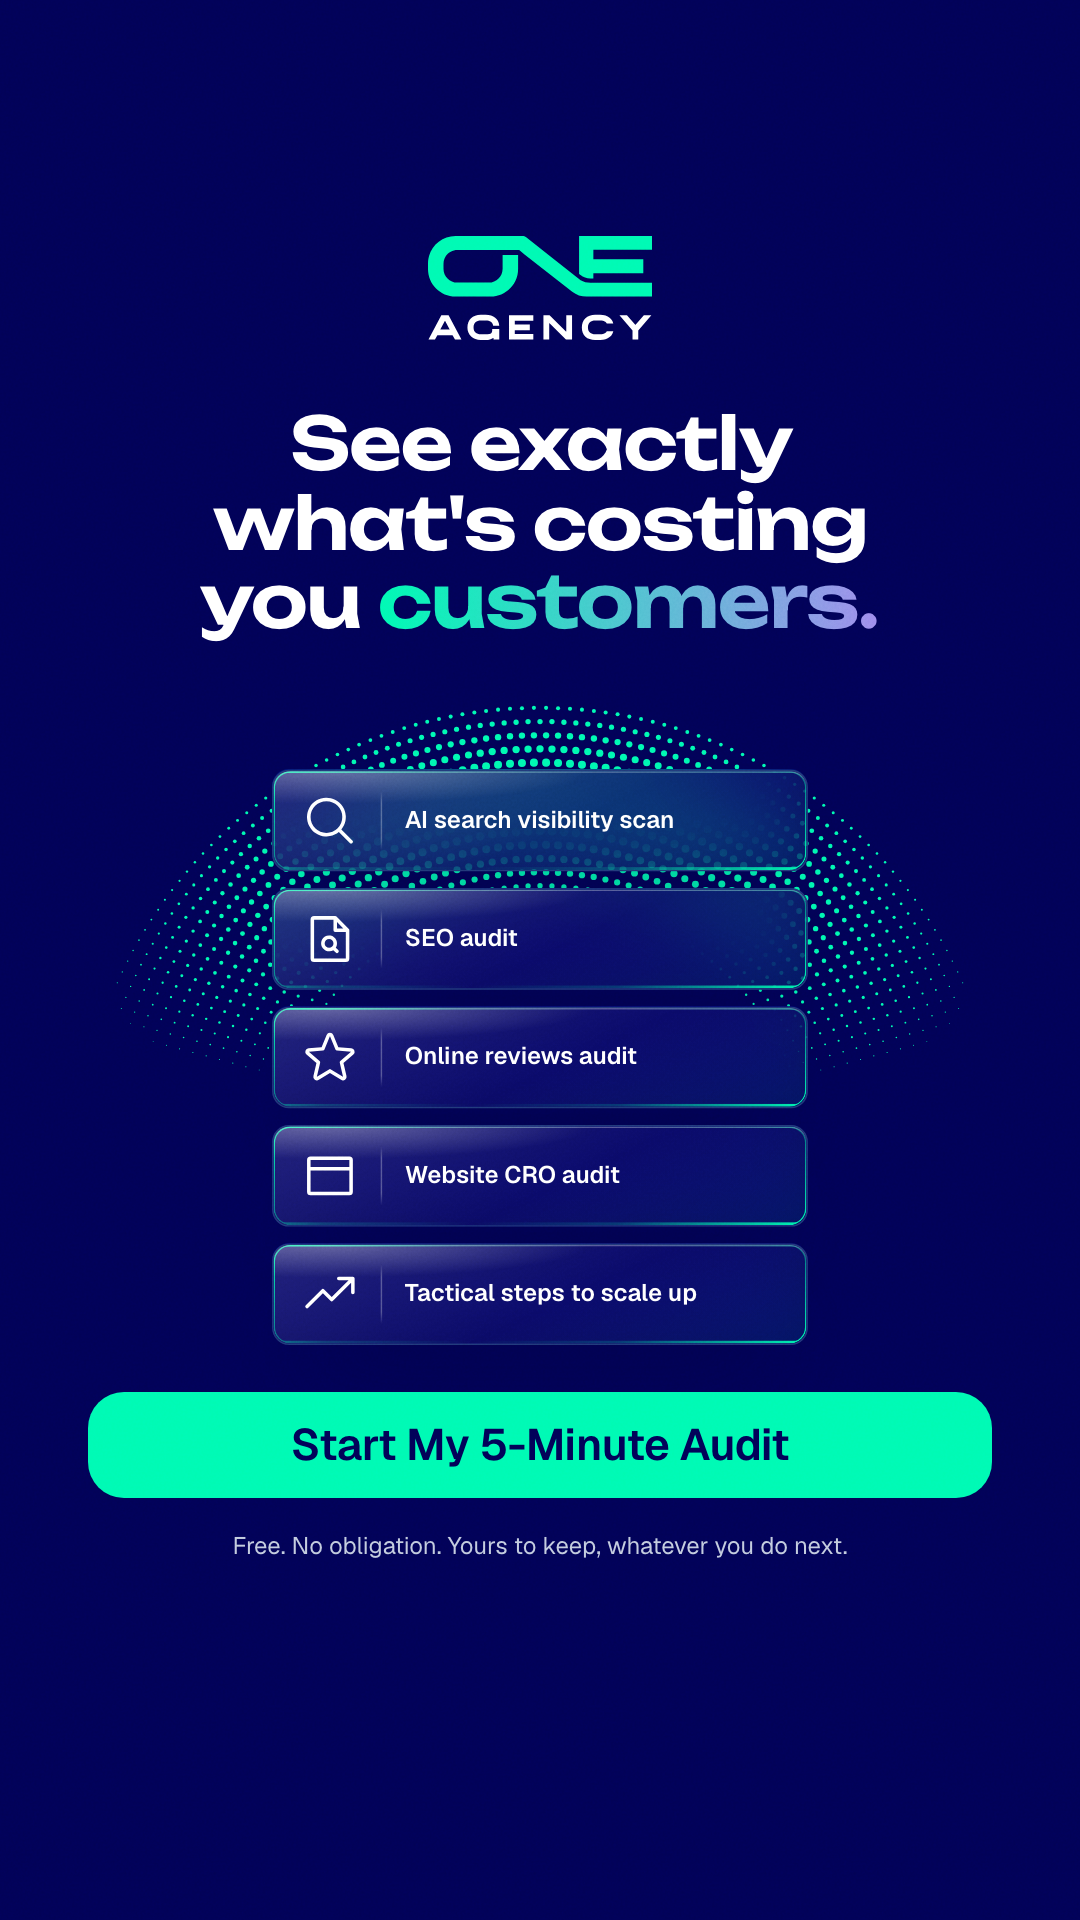 ONE
AGENCY
See exactly
what's costing
you customers.
AI search visibility scan
SEO audit
Online reviews audit
Website CRO audit
Tactical steps to scale up
Start My 5-Minute Audit
Free. No obligation. Yours to keep, whatever you do next.